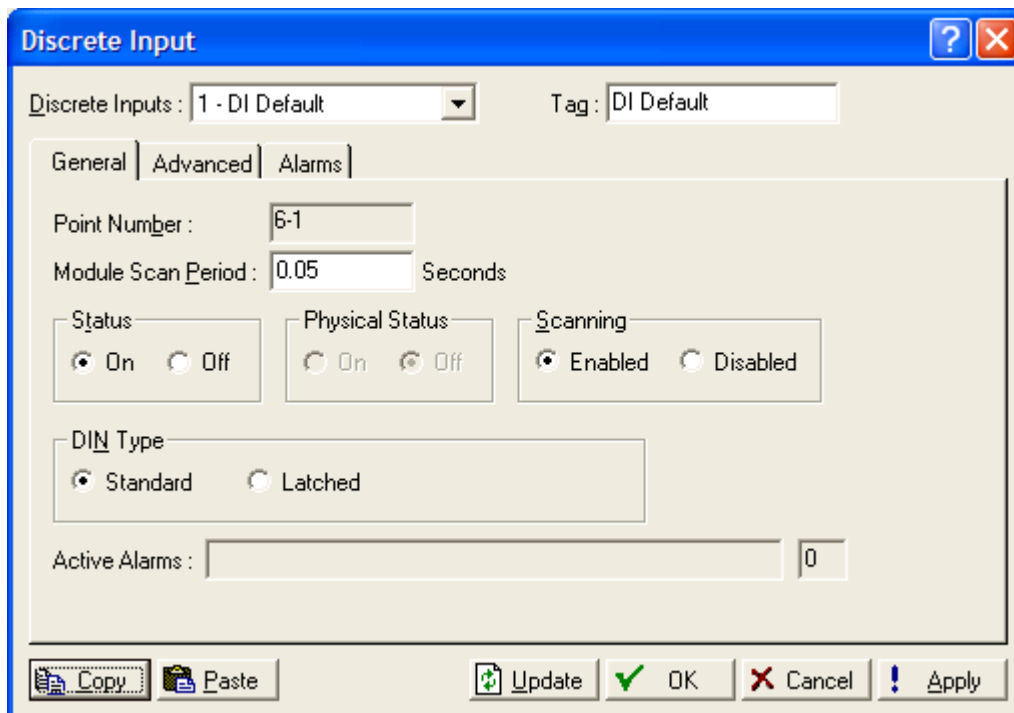 Discrete Input
Discrete Inputs : 1 - DI Default Tag : DI Default
General Advanced Alarms
Point Number : 6-1
Module Scan Period : 0.05 Seconds
Status Physical Status Scanning
On Off On Off Enabled Disabled
DIN Type
Standard Latched
Active Alarms : 0
Copy Paste Update OK Cancel Apply